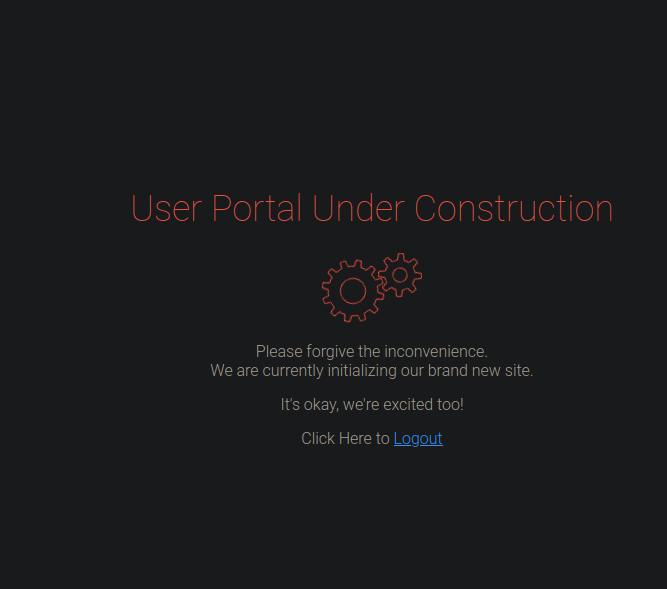 User Portal Under Construction
Please forgive the inconvenience.
We are currently initializing our brand new site.
It's okay, we're excited too!
Click Here to Logout